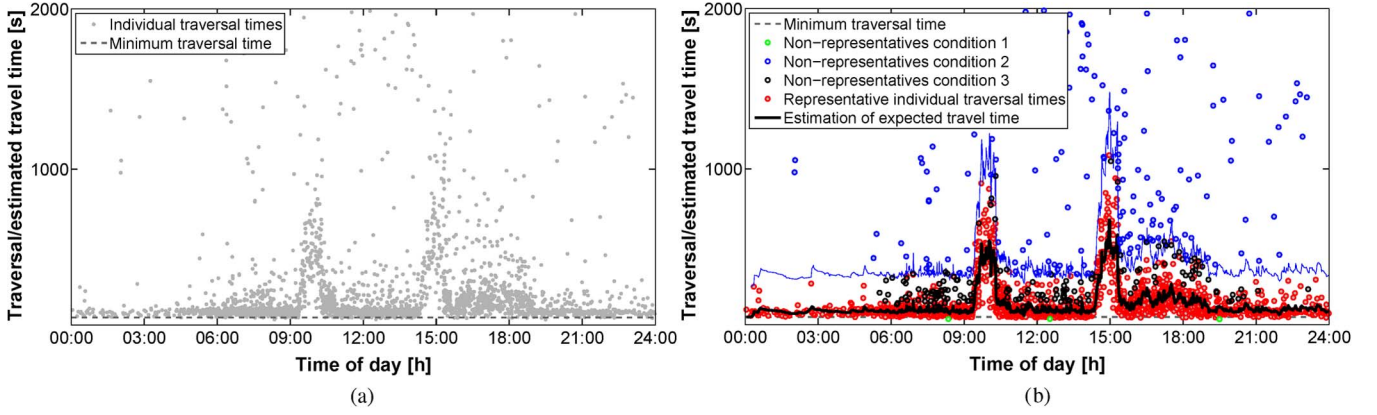 2000
Individual traversal times
Minimum traversal time
1000
00:00 03:00 06:00 09:00 12:00 15:00 18:00 21:00 24:00
Traversal/estimated travel time [s]
Time of day [h]
(a)
2000
Minimum traversal time
Non−representatives condition 1
Non−representatives condition 2
Non−representatives condition 3
Representative individual traversal times
Estimation of expected travel time
1000
00:00 03:00 06:00 09:00 12:00 15:00 18:00 21:00 24:00
Traversal/estimated travel time [s]
Time of day [h]
(b)